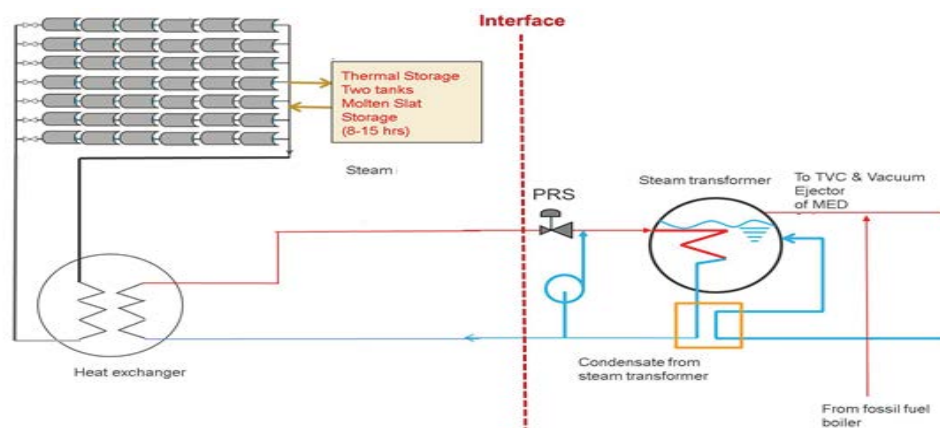 Interface
Thermal Storage
Two tanks
Molten Slat
Storage
(8-15 hrs)
Steam
Steam transformer
To TVC & Vacuum
Ejector
of MED
PRS
Heat exchanger
Condensate from
steam transformer
From fossil fuel
boiler